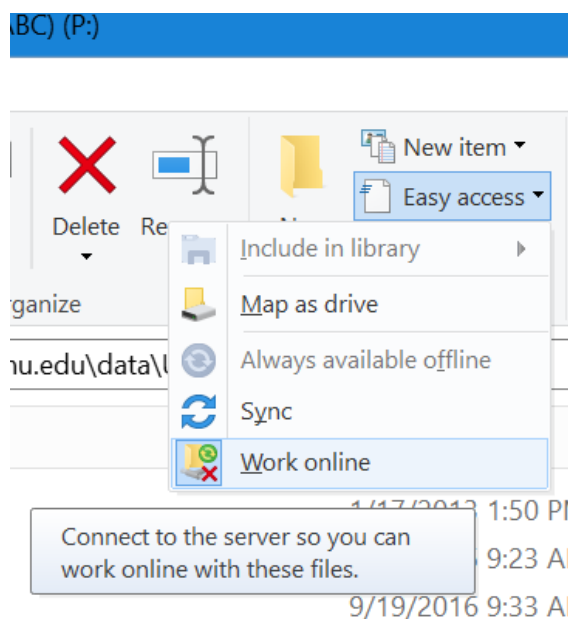 ABC) (P:)
New item
Easy access
Delete Re
Include in library
rganize
Map as drive
nu.edu\data\
Always available offline
Sync
Work online
1/17/2013 1:50 P
Connect to the server so you can
work online with these files.
9:23 A
9/19/2016 9:33 A